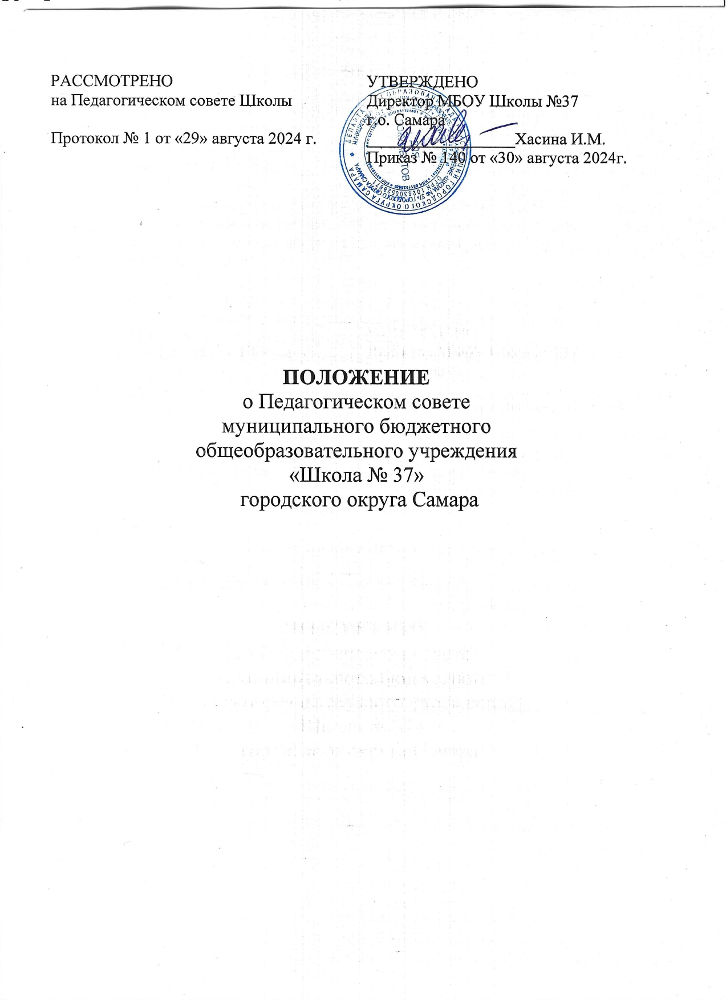 РАССМОТРЕНО
на Педагогическом совете Школы
Протокол № 1 от «29» августа 2024 г.
УТВЕРЖДЕНО
Директор МБОУ Школы №37
г.о. Самара
Хасина И.М.
Приказ № 140 от «30» августа 2024г.
ПОЛОЖЕНИЕ
о Педагогическом совете
муниципального бюджетного
общеобразовательного учреждения
«Школа № 37»
городского округа Самара